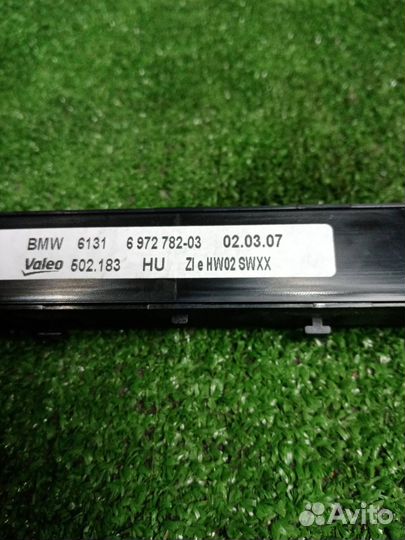 BMW 6131 6 972 782-03 02.03.07
Valeo 502.183 HU ZI e HW02 SWXX
Avito